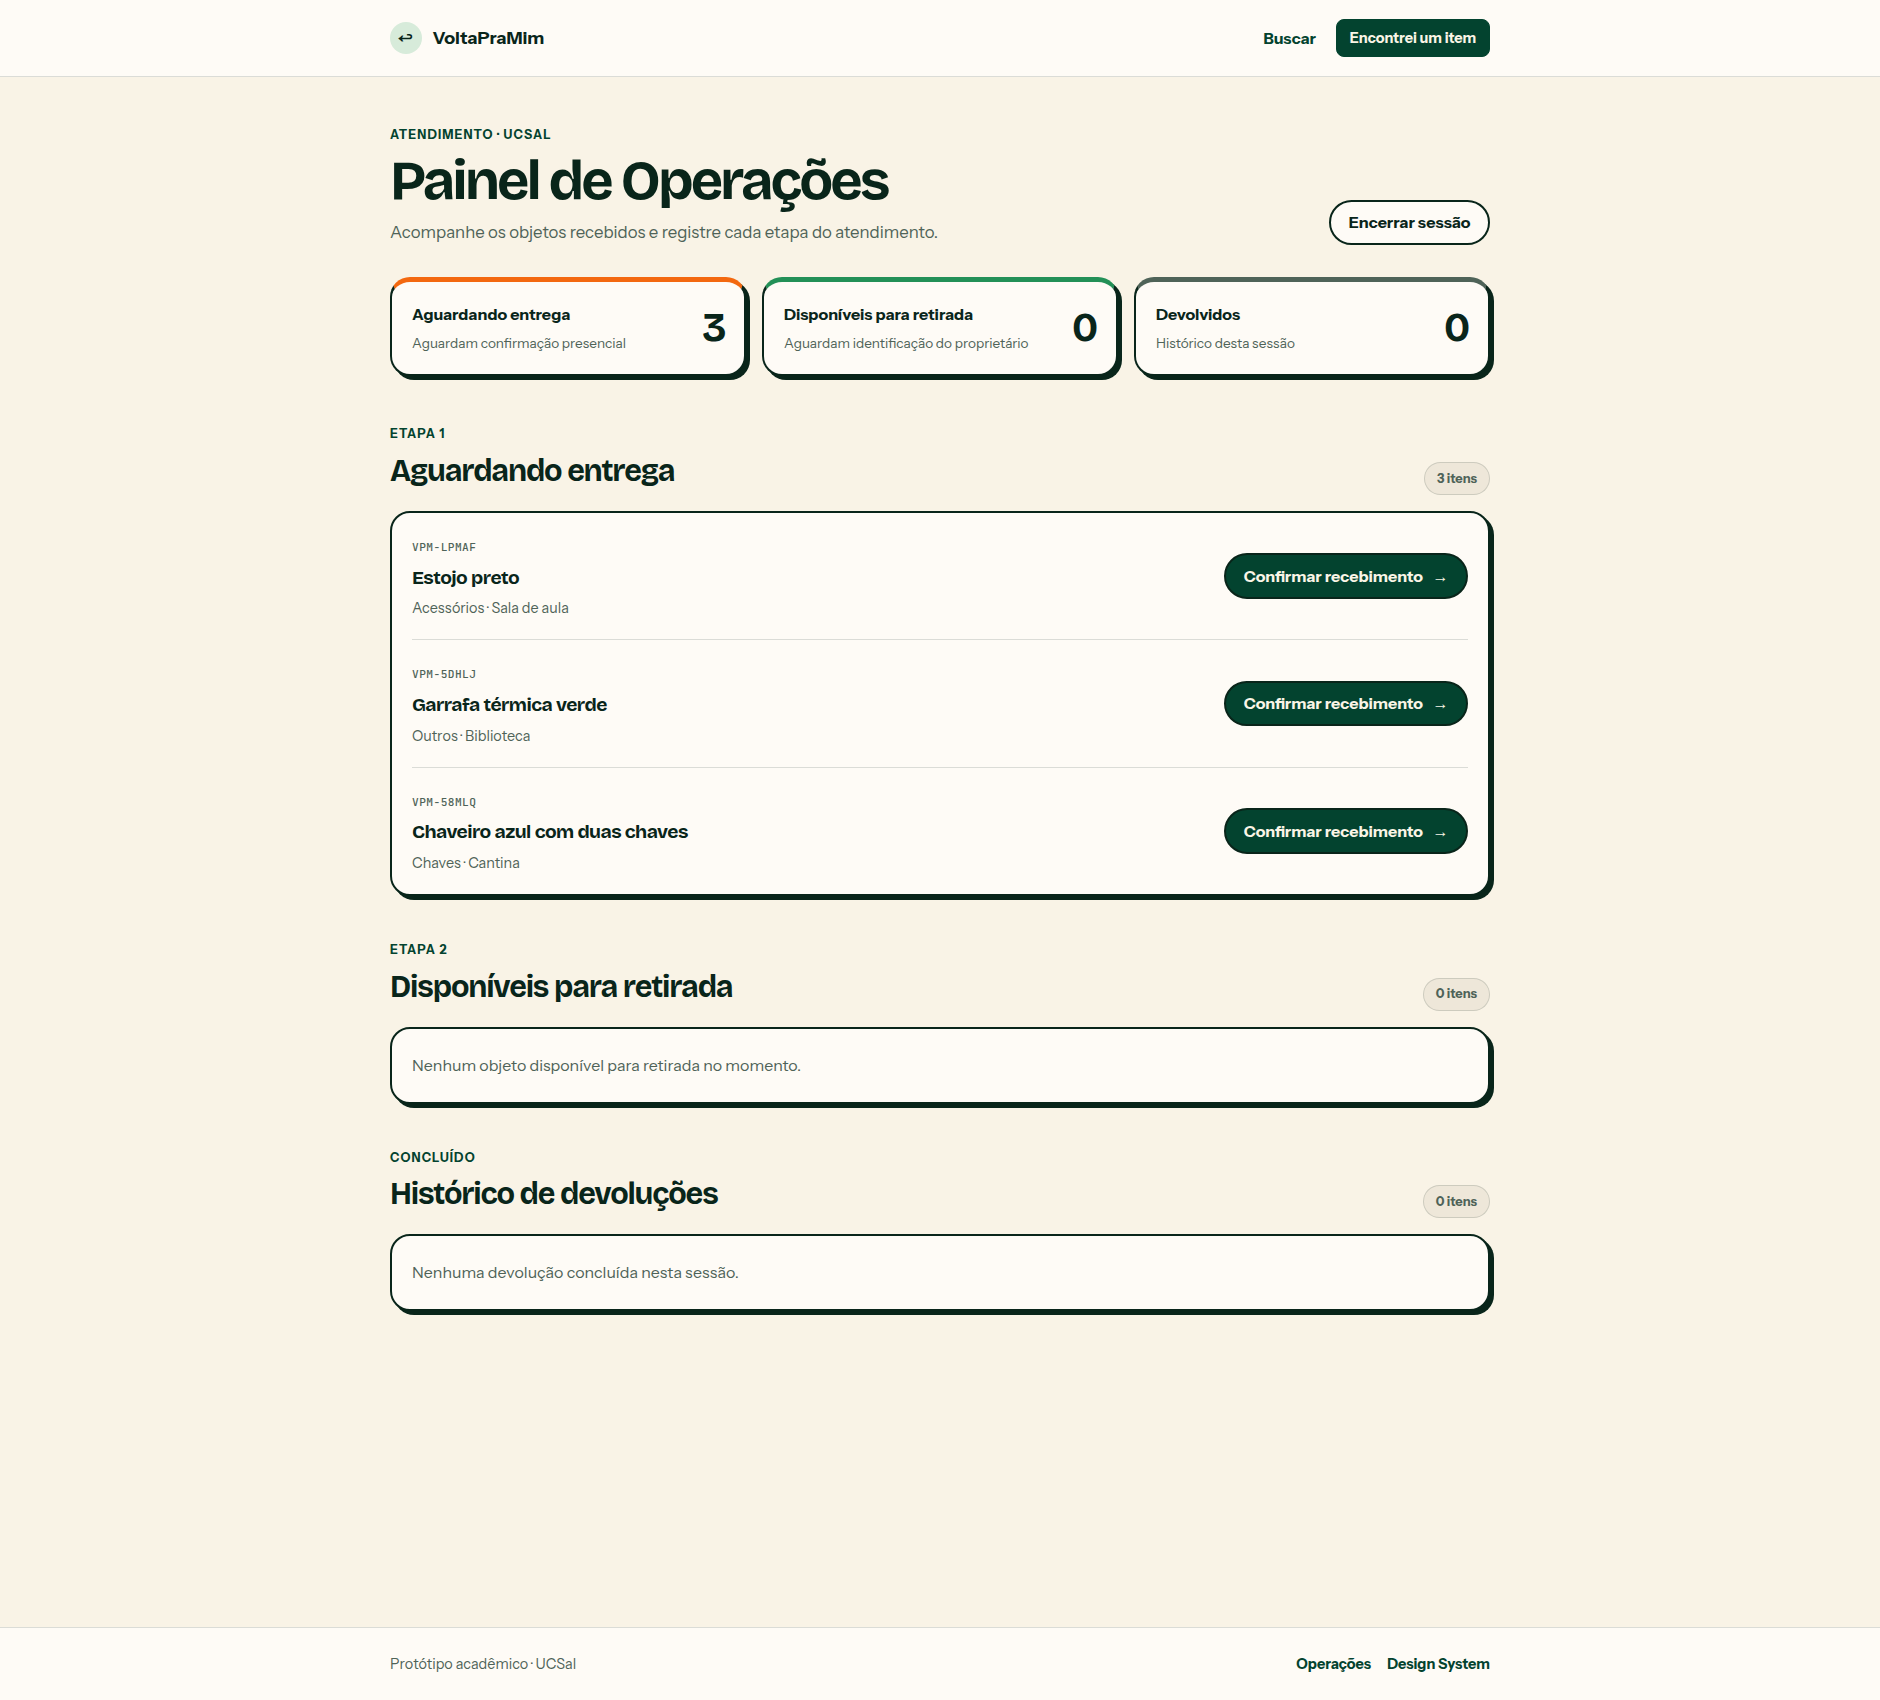 ↩ VoltaPraMim
Buscar
Encontrei um item
ATENDIMENTO · UCSAL
Painel de Operações
Acompanhe os objetos recebidos e registre cada etapa do atendimento.
Encerrar sessão
Aguardando entrega
Aguardam confirmação presencial
3
Disponíveis para retirada
Aguardam identificação do proprietário
0
Devolvidos
Histórico desta sessão
0
ETAPA 1
Aguardando entrega
3 itens
VPM-LPMAF
Estojo preto
Acessórios · Sala de aula
Confirmar recebimento →
VPM-5DHLJ
Garrafa térmica verde
Outros · Biblioteca
Confirmar recebimento →
VPM-58MLQ
Chaveiro azul com duas chaves
Chaves · Cantina
Confirmar recebimento →
ETAPA 2
Disponíveis para retirada
0 itens
Nenhum objeto disponível para retirada no momento.
CONCLUÍDO
Histórico de devoluções
0 itens
Nenhuma devolução concluída nesta sessão.
Protótipo acadêmico · UCSal
Operações
Design System